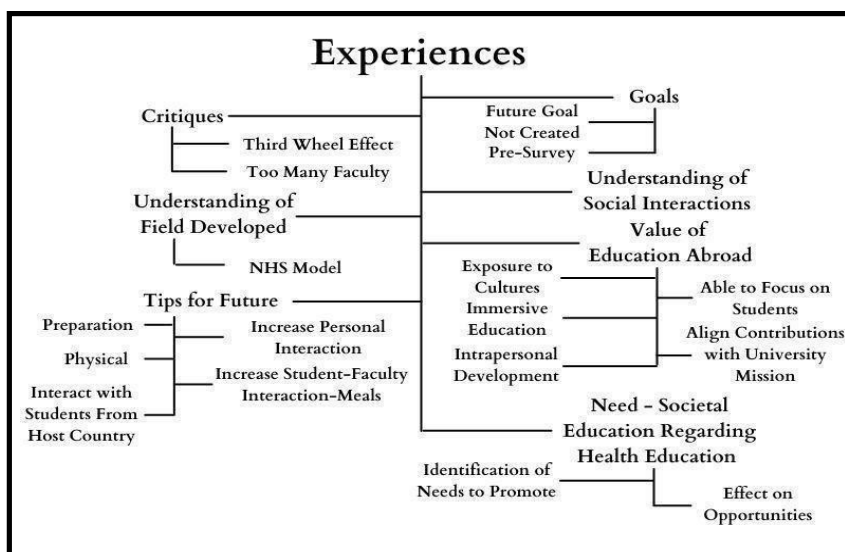 Experiences
Critiques
Third Wheel Effect
Too Many Faculty
Understanding of
Field Developed
NHS Model
Tips for Future
Preparation
Physical
Interact with
Students From
Host Country
Increase Personal
Interaction
Increase Student-Faculty
Interaction-Meals
Goals
Future Goal
Not Created
Pre-Survey
Understanding of
Social Interactions
Value of
Education Abroad
Exposure to
Cultures
Immersive
Education
Intrapersonal
Development
Able to Focus on
Students
Align Contributions
with University
Mission
Need - Societal
Education Regarding
Health Education
Identification of
Needs to Promote
Effect on
Opportunities